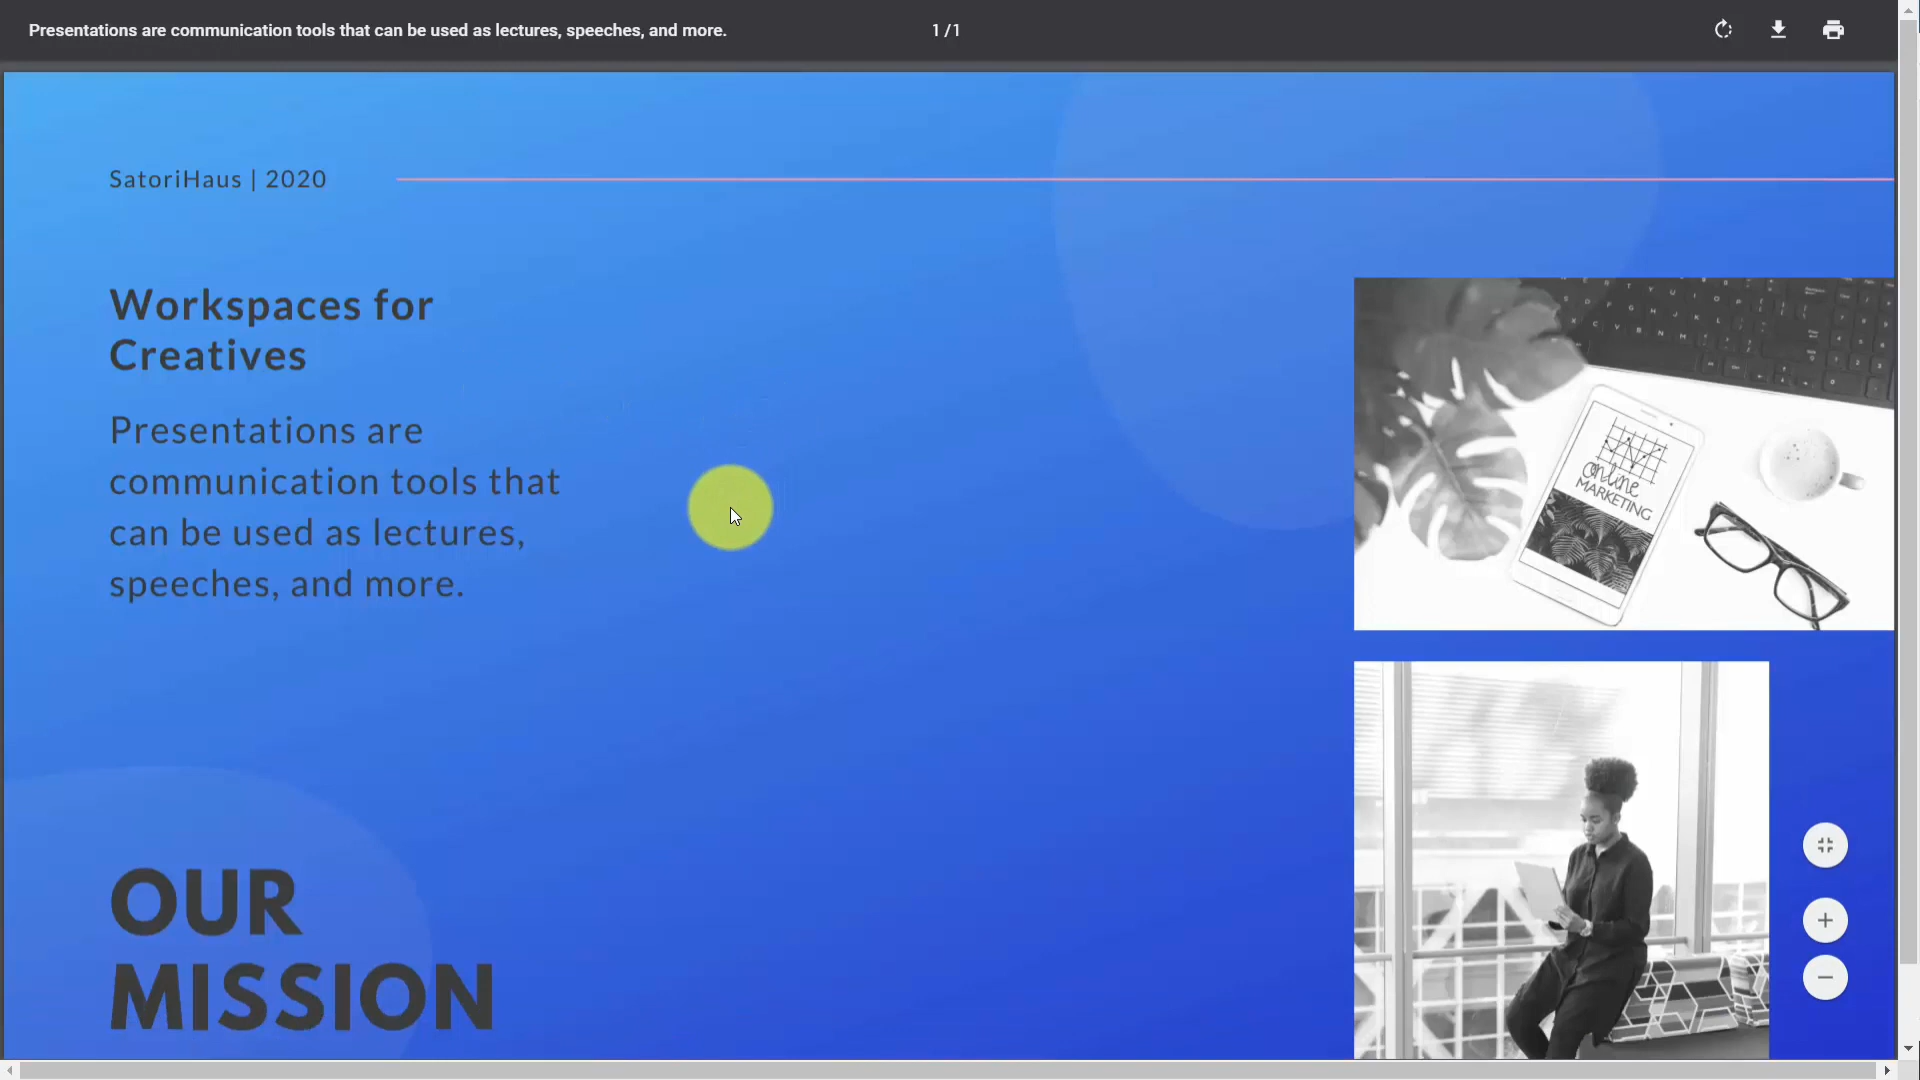 Presentations are communication tools that can be used as lectures, speeches, and more.
1 / 1
SatoriHaus | 2020
Workspaces for
Creatives
Presentations are
communication tools that
can be used as lectures,
speeches, and more.
online
MARKETING
OUR
MISSION